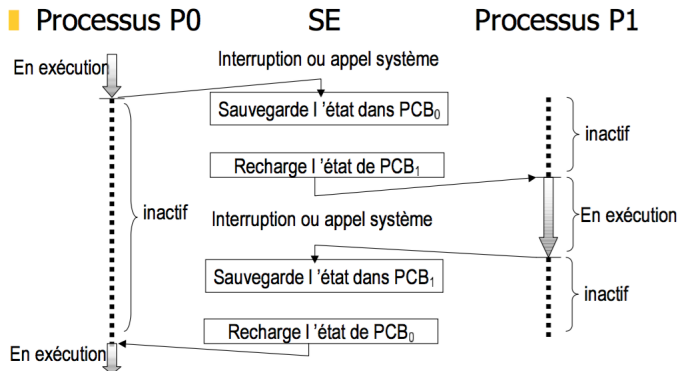 Processus P0 SE Processus P1
Interruption ou appel système
En exécution
Sauvegarde l ’état dans PCB₀
inactif
Recharge l ’état de PCB₁
inactif
Interruption ou appel système
En exécution
Sauvegarde l ’état dans PCB₁
inactif
Recharge l ’état de PCB₀
En exécution